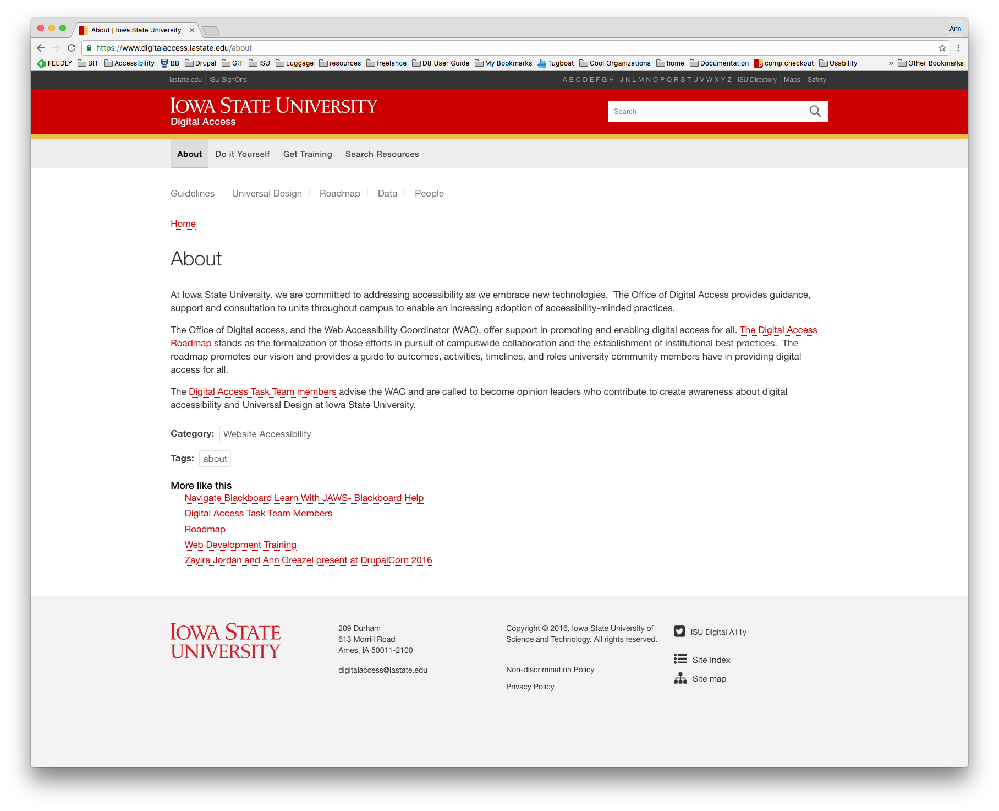 About | Iowa State University
Ann
https://www.digitalaccess.iastate.edu/about
FEEDLY BIT Accessibility BB Drupal GIT ISU Luggage resources freelance D8 User Guide My Bookmarks Tugboat Cool Organizations home Documentation comp checkout Usability » Other Bookmarks
iastate.edu ISU SignOns A B C D E F G H I J K L M N O P Q R S T U V W X Y Z ISU Directory Maps Safety
IOWA STATE UNIVERSITY
Digital Access
Search
About Do it Yourself Get Training Search Resources
Guidelines Universal Design Roadmap Data People
Home
About
At Iowa State University, we are committed to addressing accessibility as we embrace new technologies.  The Office of Digital Access provides guidance,
support and consultation to units throughout campus to enable an increasing adoption of accessibility-minded practices.
The Office of Digital access, and the Web Accessibility Coordinator (WAC), offer support in promoting and enabling digital access for all. The Digital Access
Roadmap stands as the formalization of those efforts in pursuit of campuswide collaboration and the establishment of institutional best practices.  The
roadmap promotes our vision and provides a guide to outcomes, activities, timelines, and roles university community members have in providing digital
access for all.
The Digital Access Task Team members advise the WAC and are called to become opinion leaders who contribute to create awareness about digital
accessibility and Universal Design at Iowa State University.
Category: Website Accessibility
Tags: about
More like this
Navigate Blackboard Learn With JAWS- Blackboard Help
Digital Access Task Team Members
Roadmap
Web Development Training
Zayira Jordan and Ann Greazel present at DrupalCorn 2016
IOWA STATE
UNIVERSITY
209 Durham
613 Morrill Road
Ames, IA 50011-2100
digitalaccess@iastate.edu
Copyright © 2016, Iowa State University of
Science and Technology. All rights reserved.
Non-discrimination Policy
Privacy Policy
ISU Digital A11y
Site Index
Site map